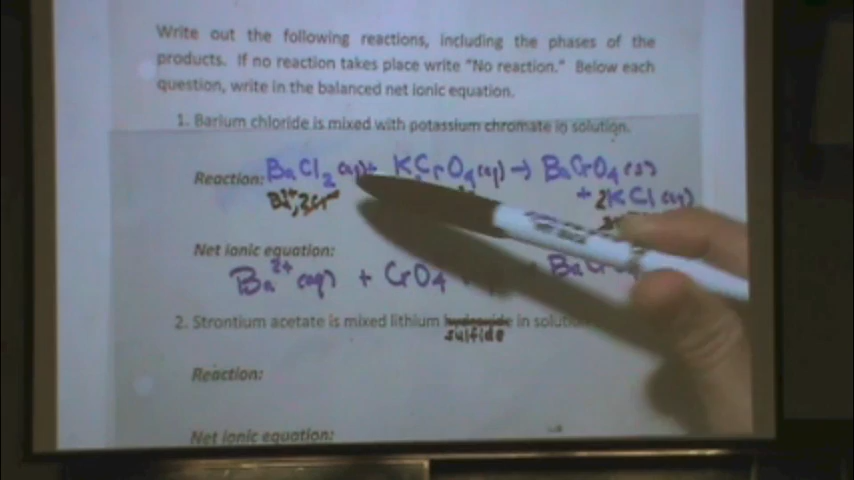 Write out the following reactions, including the phases of the
products. If no reaction takes place write "No reaction." Below each
question, write in the balanced net ionic equation.
1. Barium chloride is mixed with potassium chromate in solution.
Reaction: BaCl₂ (aq) + KCrO₄ (aq) → BaCrO₄ (s)
+ 2KCl (aq)
Net ionic equation:
Ba²⁺ (aq) + CrO₄
2. Strontium acetate is mixed lithium in
sulfide
Reaction:
Net ionic equation: